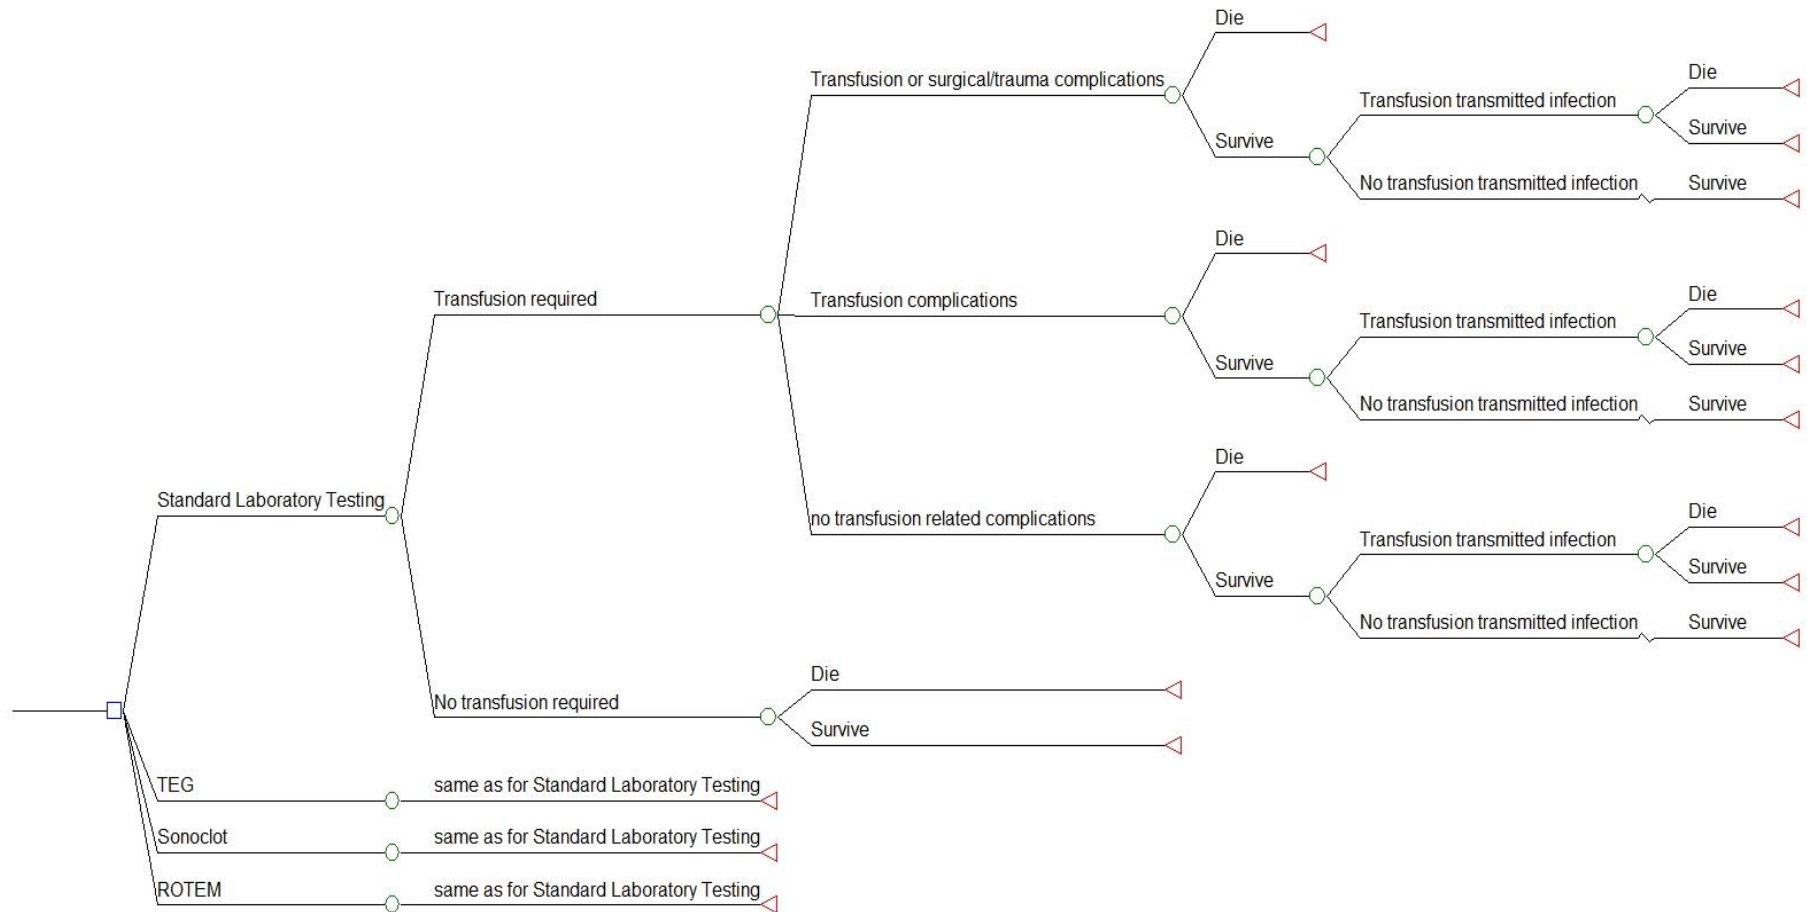 Die
Transfusion or surgical/trauma complications
Die
Transfusion transmitted infection
Survive
Survive
No transfusion transmitted infection
Survive
Die
Transfusion required
Transfusion complications
Die
Transfusion transmitted infection
Survive
Survive
No transfusion transmitted infection
Survive
Die
Standard Laboratory Testing
no transfusion related complications
Die
Transfusion transmitted infection
Survive
Survive
No transfusion transmitted infection
Survive
No transfusion required
Die
Survive
TEG
same as for Standard Laboratory Testing
Sonoclot
same as for Standard Laboratory Testing
ROTEM
same as for Standard Laboratory Testing